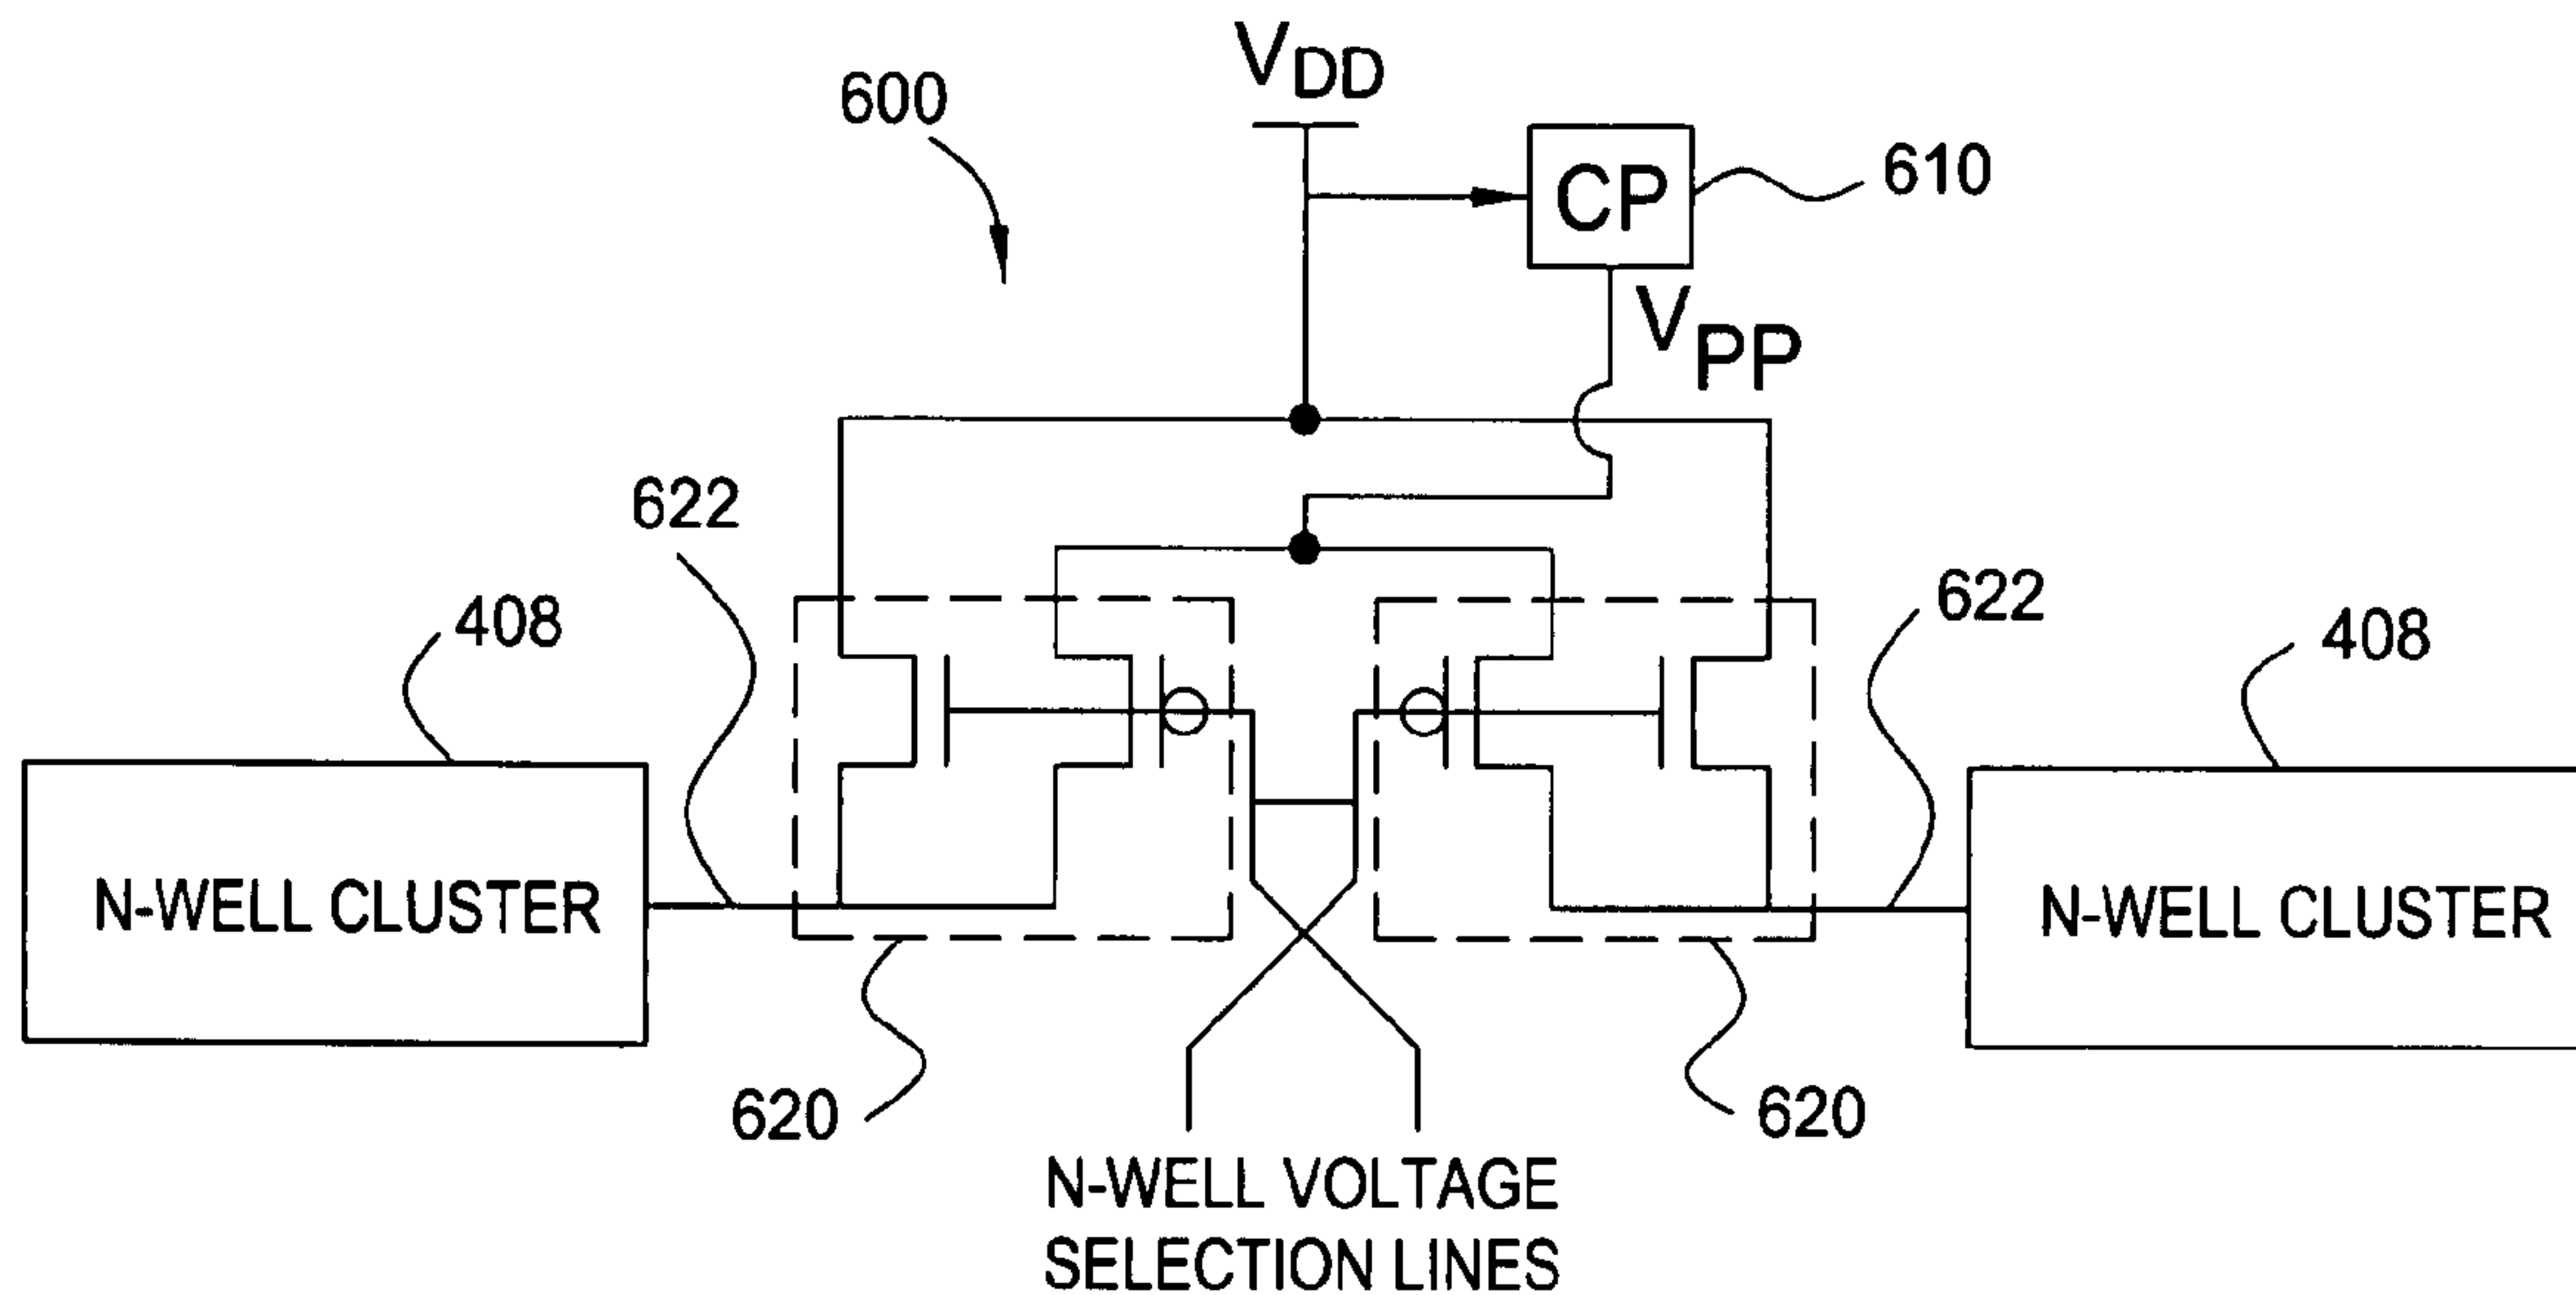 VDD
600
CP
610
VPP
622
408
622
408
N-WELL CLUSTER
N-WELL CLUSTER
620
620
N-WELL VOLTAGE
SELECTION LINES